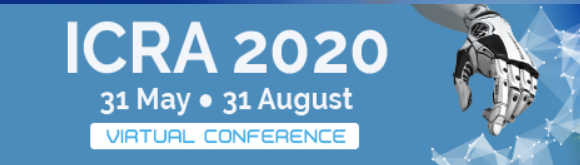 ICRA 2020
31 May ● 31 August
VIRTUAL CONFERENCE